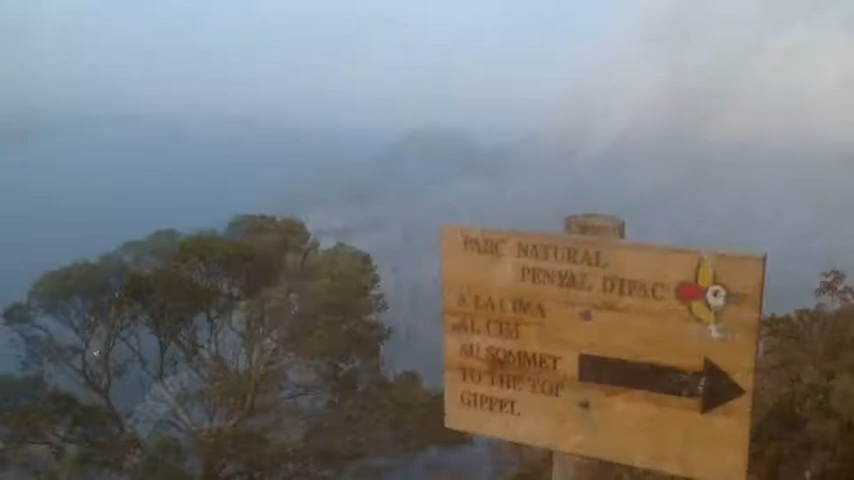 PARC NATURAL
PENYAL D'IFAC
A LA CIMA
AL CIM
AU SOMMET
TO THE TOP
GIPFEL